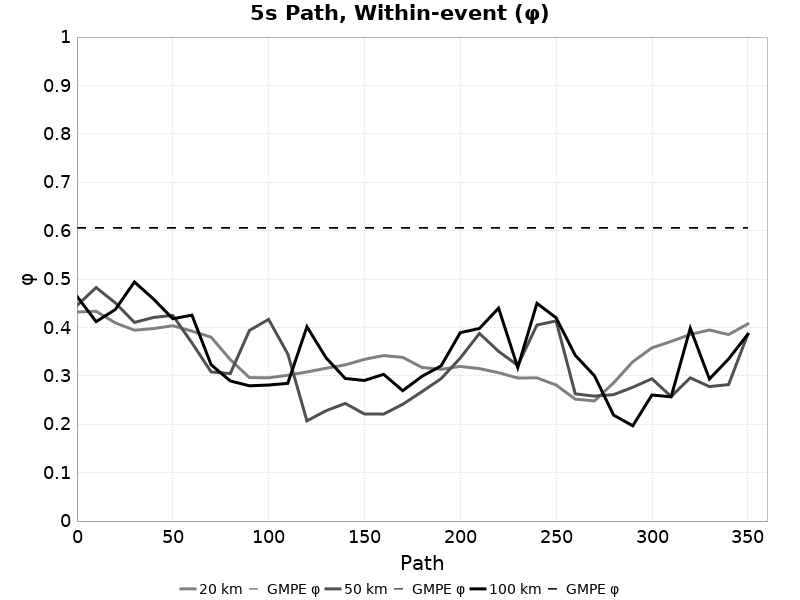 5s Path, Within-event (φ)
1
0.9
0.8
0.7
0.6
0.5
0.4
0.3
0.2
0.1
0
φ
0 50 100 150 200 250 300 350
Path
20 km GMPE φ 50 km GMPE φ 100 km GMPE φ